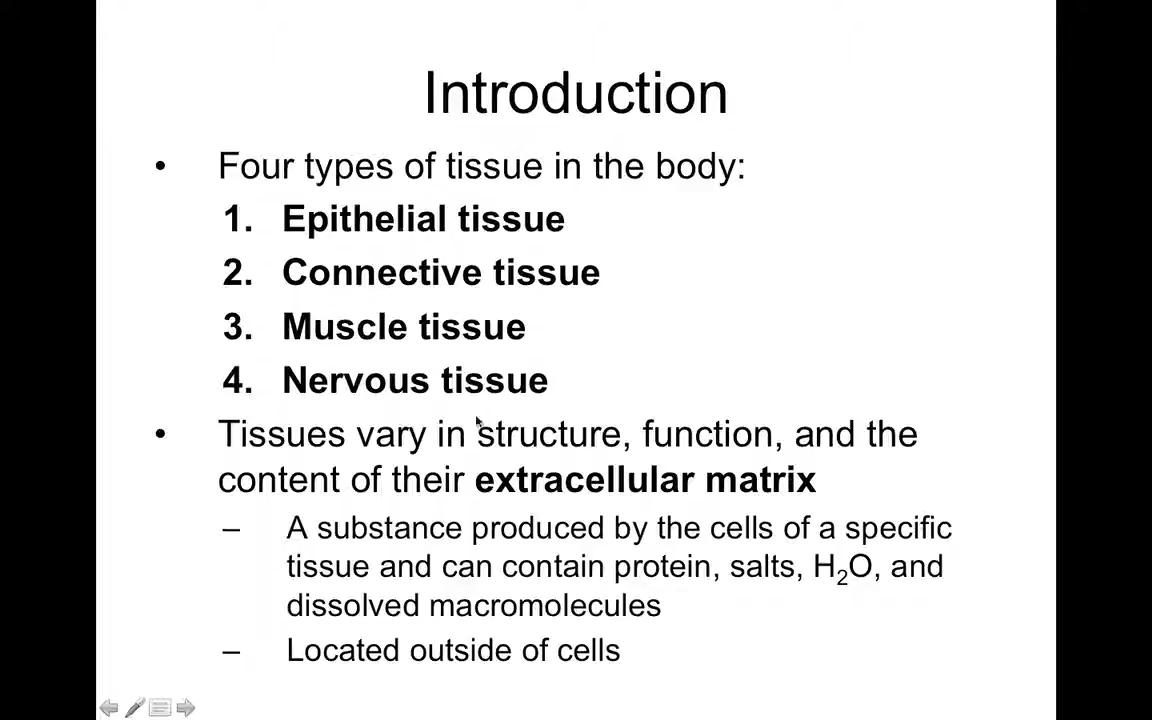 Introduction
• Four types of tissue in the body:
1. Epithelial tissue
2. Connective tissue
3. Muscle tissue
4. Nervous tissue
• Tissues vary in structure, function, and the
content of their extracellular matrix
– A substance produced by the cells of a specific
tissue and can contain protein, salts, H₂O, and
dissolved macromolecules
– Located outside of cells